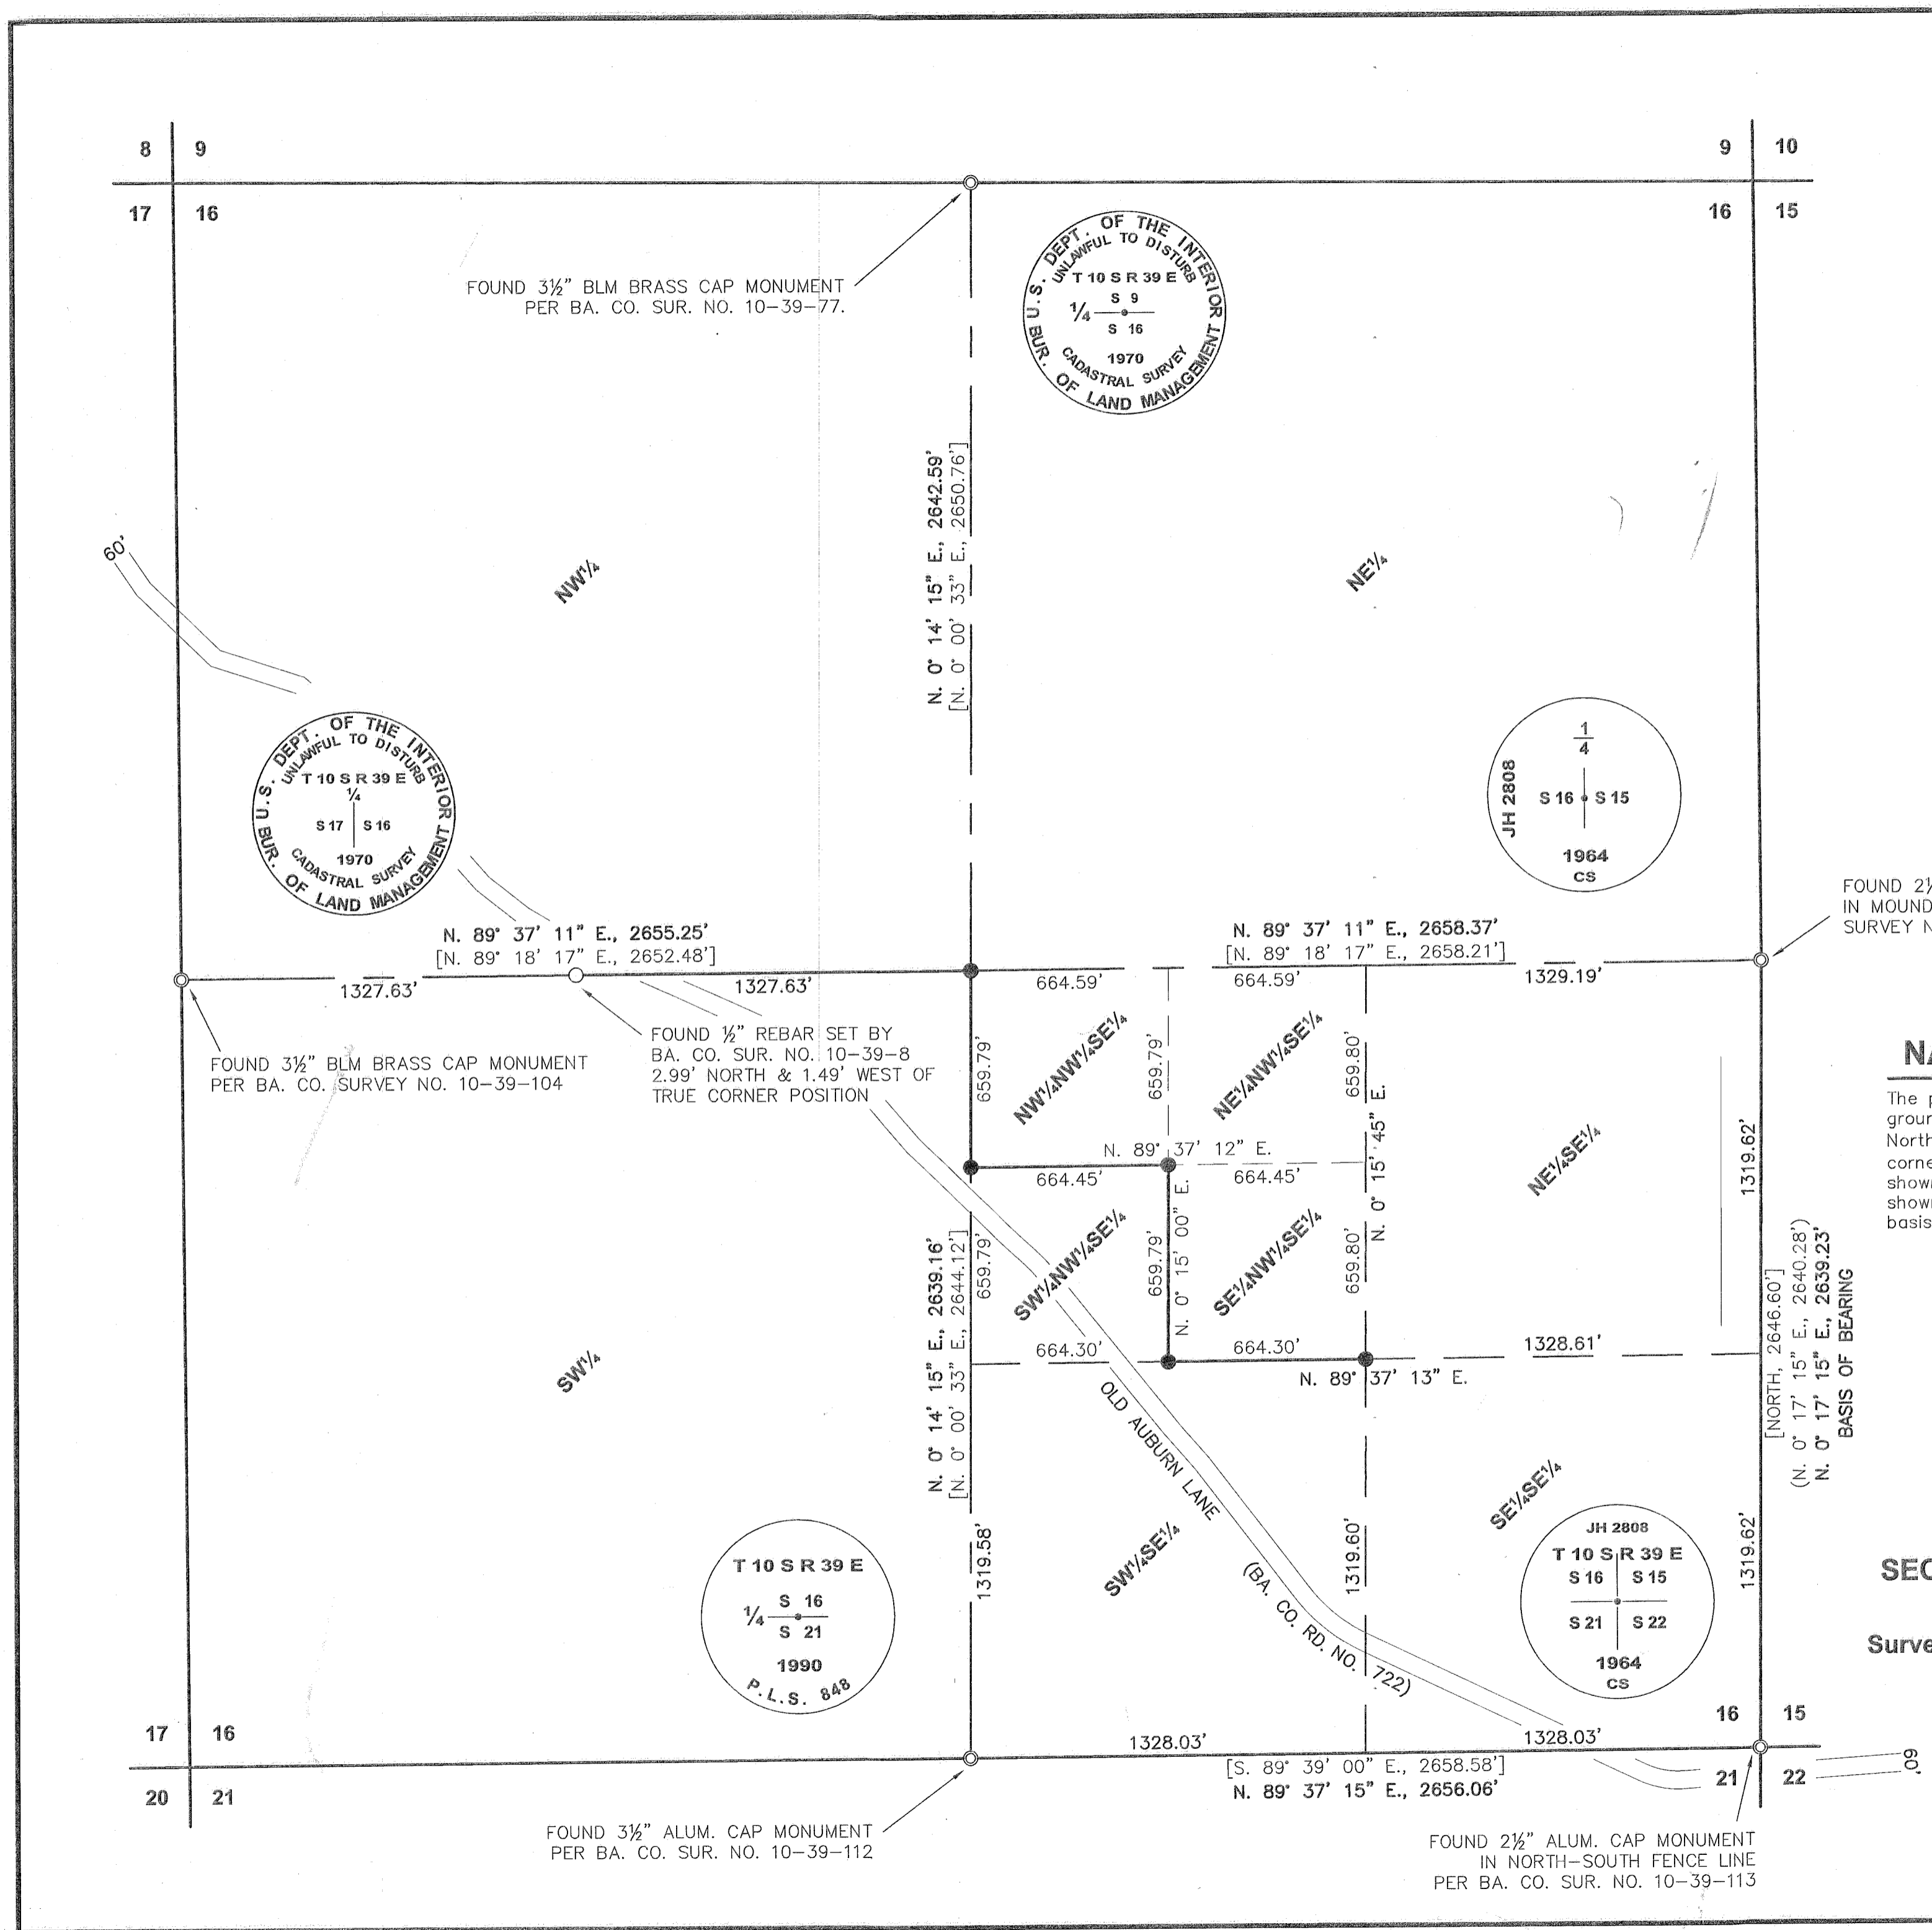 8 9
9 10
17 16
16 15
U.S. DEPT. OF THE INTERIOR
UNLAWFUL TO DISTURB
T 10 S R 39 E
S 9
1/4
S 16
1970
CADASTRAL SURVEY
BUR. OF LAND MANAGEMENT
FOUND 3½" BLM BRASS CAP MONUMENT
PER BA. CO. SUR. NO. 10-39-77.
N. 0° 14' 15" E., 2642.59'
[N. 0° 00' 33" E., 2650.76']
60'
NW¼
NE¼
U.S. DEPT. OF THE INTERIOR
UNLAWFUL TO DISTURB
T 10 S R 39 E
1/4
S 17 S 16
1970
CADASTRAL SURVEY
BUR. OF LAND MANAGEMENT
1
4
JH 2808
S 16 S 15
1964
CS
FOUND 2½
IN MOUND
SURVEY N
N. 89° 37' 11" E., 2655.25'
[N. 89° 18' 17" E., 2652.48']
N. 89° 37' 11" E., 2658.37'
[N. 89° 18' 17" E., 2658.21']
1327.63' 1327.63' 664.59' 664.59' 1329.19'
FOUND 3½" BLM BRASS CAP MONUMENT
PER BA. CO. SURVEY NO. 10-39-104
FOUND ½" REBAR SET BY
BA. CO. SUR. NO. 10-39-8
2.99' NORTH & 1.49' WEST OF
TRUE CORNER POSITION
659.79'
NW¼NW¼SE¼
659.79'
NE¼NW¼SE¼
659.80'
N. 0° 15' 45" E.
NE¼SE¼
1319.62'
NA
The p
groun
North
corne
shown
shown
basis
N. 89° 37' 12" E.
664.45' 664.45'
659.79'
SW¼NW¼SE¼
659.79'
N. 0° 15' 00" E.
SE¼NW¼SE¼
659.80'
N. 0° 14' 15" E., 2639.16'
[N. 0° 00' 33" E., 2644.12']
[NORTH, 2646.60']
(N. 0° 17' 15" E., 2640.28')
N. 0° 17' 15" E., 2639.23'
BASIS OF BEARING
664.30' 664.30' 1328.61'
N. 89° 37' 13" E.
SW¼
OLD AUBURN LANE
(BA. CO. RD. NO. 722)
SW¼SE¼
SE¼SE¼
1319.58'
1319.60'
1319.62'
T 10 S R 39 E
S 16
1/4
S 21
1990
P.L.S. 848
JH 2808
T 10 S R 39 E
S 16 S 15
S 21 S 22
1964
CS
SEC
Surve
17 16
16 15
20 21
21 22
1328.03' 1328.03'
[S. 89° 39' 00" E., 2658.58']
N. 89° 37' 15" E., 2656.06'
60'
FOUND 3½" ALUM. CAP MONUMENT
PER BA. CO. SUR. NO. 10-39-112
FOUND 2½" ALUM. CAP MONUMENT
IN NORTH-SOUTH FENCE LINE
PER BA. CO. SUR. NO. 10-39-113